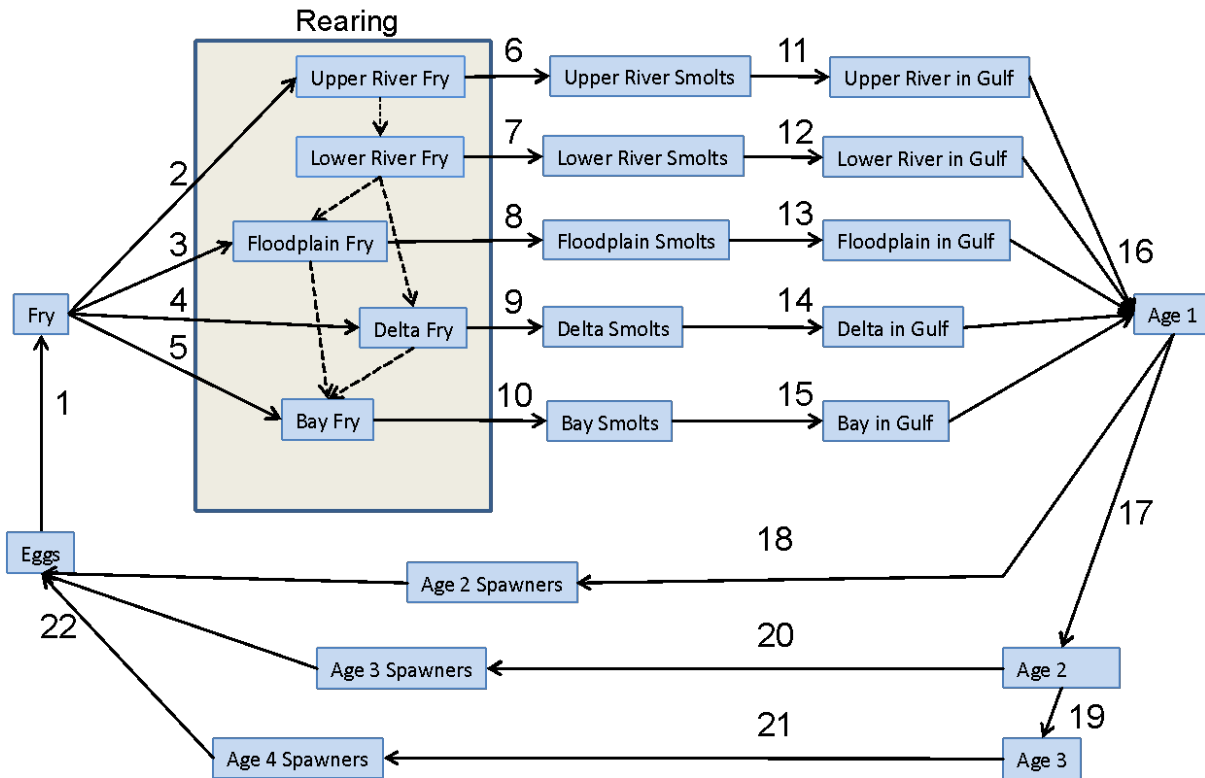 Rearing
Upper River Fry
6
Upper River Smolts
11
Upper River in Gulf
Lower River Fry
7
Lower River Smolts
12
Lower River in Gulf
2
3
Floodplain Fry
8
Floodplain Smolts
13
Floodplain in Gulf
16
Fry
4
Delta Fry
9
Delta Smolts
14
Delta in Gulf
Age 1
5
1
Bay Fry
10
Bay Smolts
15
Bay in Gulf
17
Eggs
18
Age 2 Spawners
22
20
Age 3 Spawners
Age 2
19
21
Age 4 Spawners
Age 3